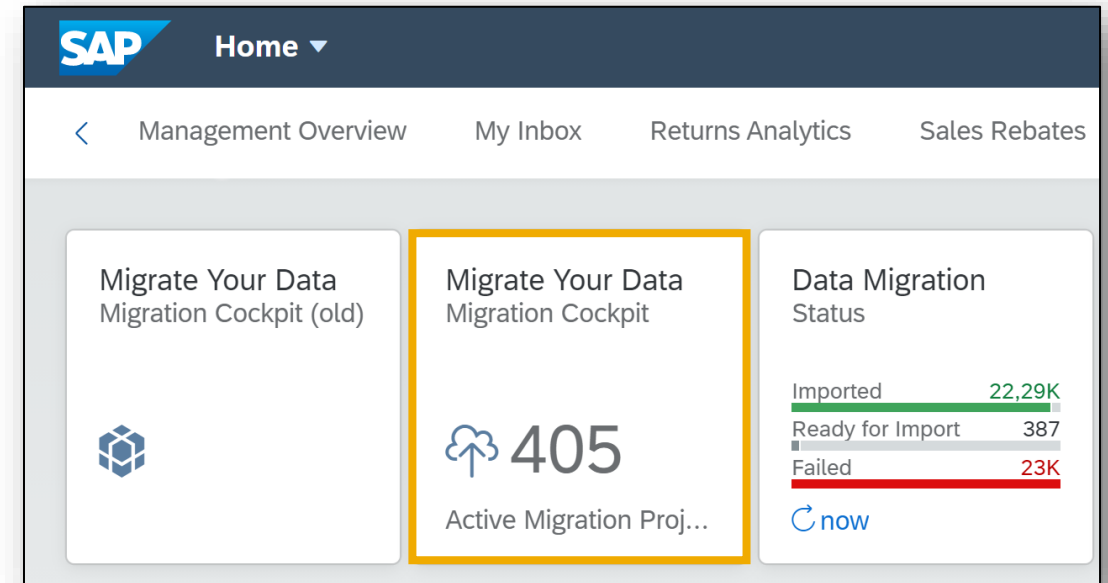 SAP Home
Management Overview My Inbox Returns Analytics Sales Rebates
Migrate Your Data
Migration Cockpit (old)
Migrate Your Data
Migration Cockpit
405
Active Migration Proj...
Data Migration
Status
Imported 22,29K
Ready for Import 387
Failed 23K
now